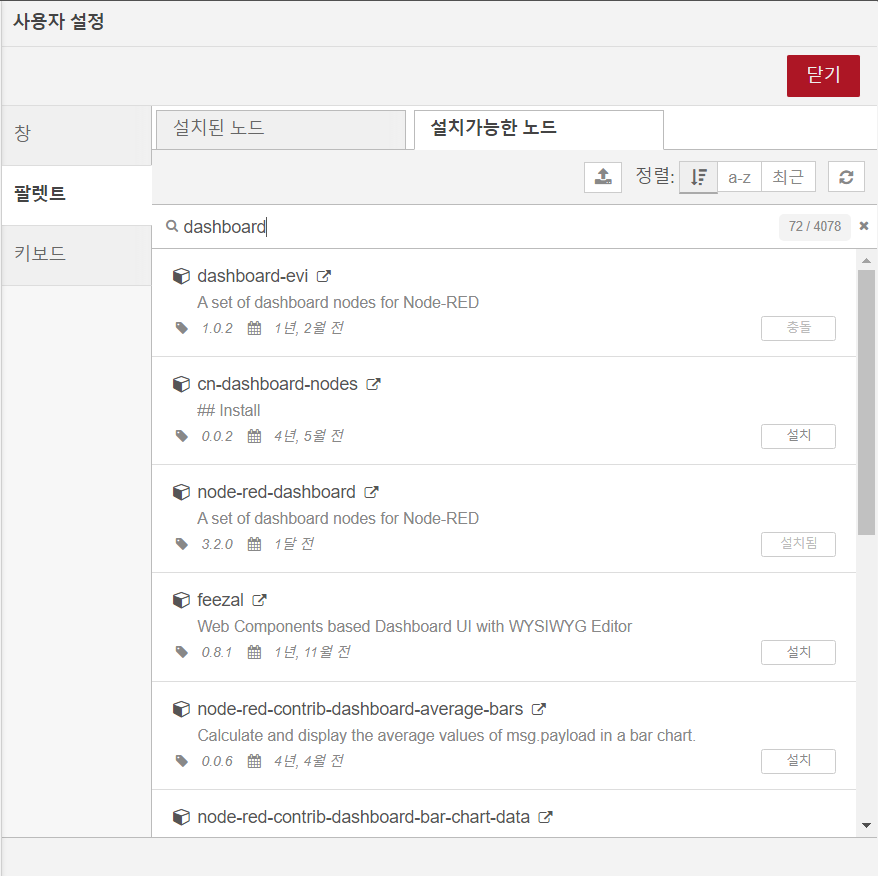 사용자 설정
닫기
창
설치된 노드
설치가능한 노드
팔렛트
정렬:
a-z
최근
키보드
dashboard
72 / 4078
dashboard-evi
A set of dashboard nodes for Node-RED
1.0.2 1년, 2월 전
충돌
cn-dashboard-nodes
## Install
0.0.2 4년, 5월 전
설치
node-red-dashboard
A set of dashboard nodes for Node-RED
3.2.0 1달 전
설치됨
feezal
Web Components based Dashboard UI with WYSIWYG Editor
0.8.1 1년, 11월 전
설치
node-red-contrib-dashboard-average-bars
Calculate and display the average values of msg.payload in a bar chart.
0.0.6 4년, 4월 전
설치
node-red-contrib-dashboard-bar-chart-data